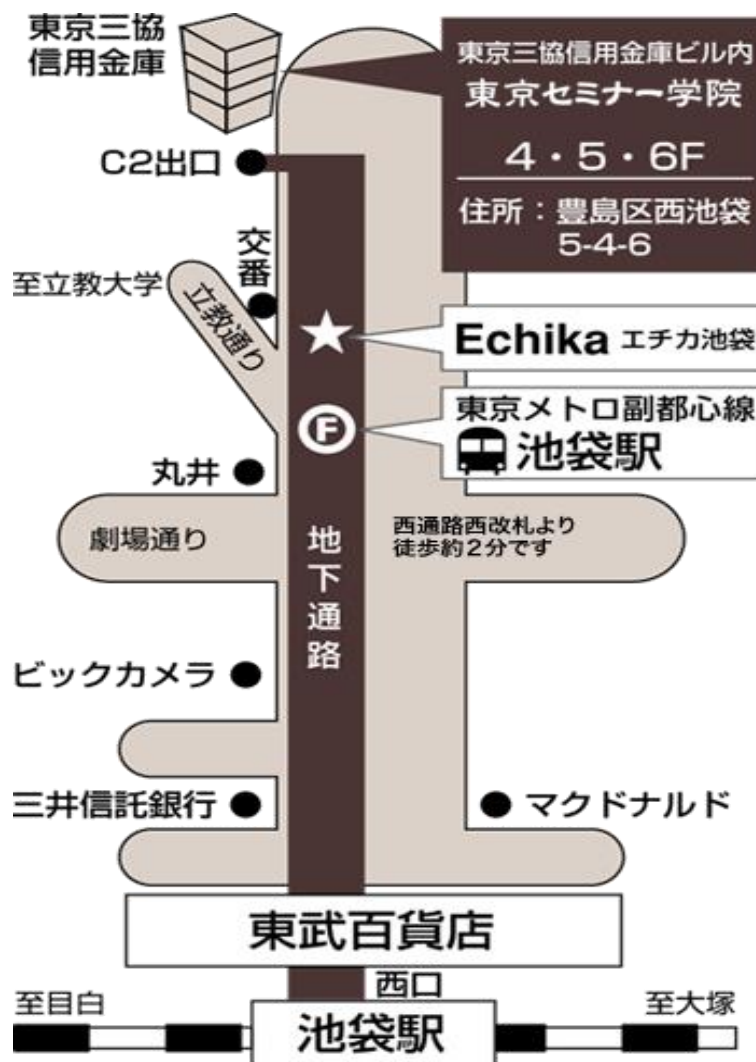 東京三協
信用金庫
東京三協信用金庫ビル内
東京セミナー学院
4・5・6F
住所：豊島区西池袋
5-4-6
C2出口
交番
至立教大学
立教通り
Echika エチカ池袋
東京メトロ副都心線
F
池袋駅
丸井
劇場通り
西通路西改札より
徒歩約2分です
地下通路
ビックカメラ
三井信託銀行
マクドナルド
東武百貨店
西口
至目白
池袋駅
至大塚